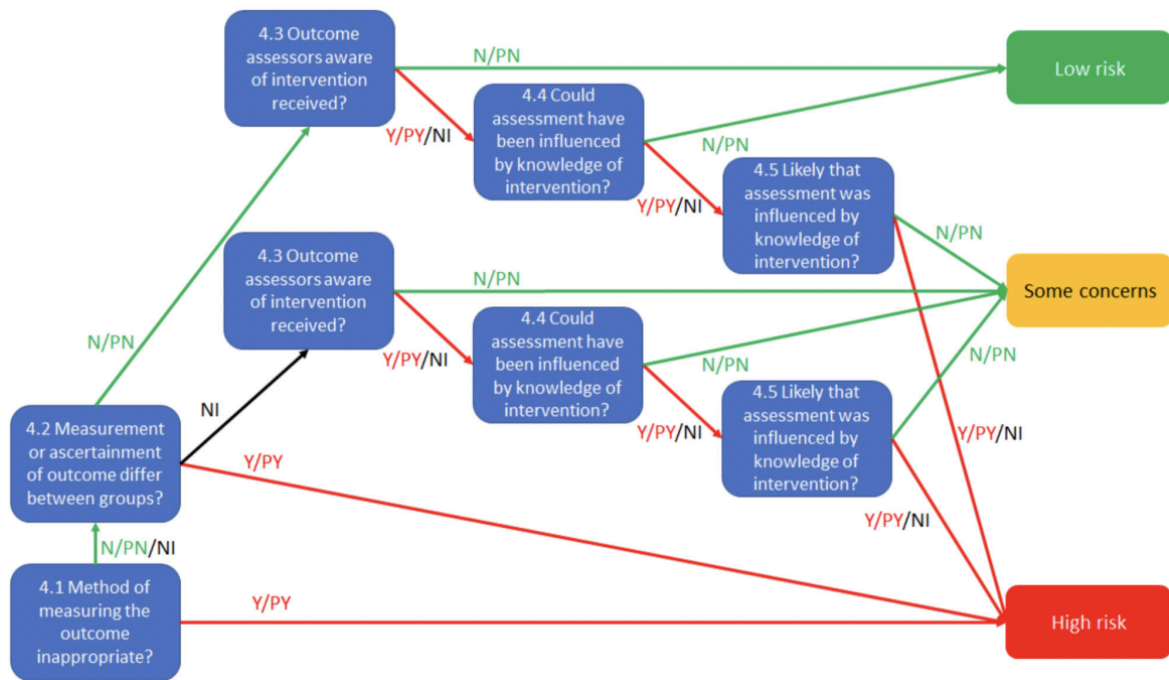 4.3 Outcome
assessors aware
of intervention
received?
N/PN
Low risk
Y/PY/NI
4.4 Could
assessment have
been influenced
by knowledge of
intervention?
N/PN
Y/PY/NI
4.5 Likely that
assessment was
influenced by
knowledge of
intervention?
N/PN
4.3 Outcome
assessors aware
of intervention
received?
N/PN
Some concerns
Y/PY/NI
4.4 Could
assessment have
been influenced
by knowledge of
intervention?
N/PN
Y/PY/NI
4.5 Likely that
assessment was
influenced by
knowledge of
intervention?
N/PN
Y/PY/NI
Y/PY/NI
N/PN
NI
4.2 Measurement
or ascertainment
of outcome differ
between groups?
Y/PY
N/PN/NI
4.1 Method of
measuring the
outcome
inappropriate?
Y/PY
High risk